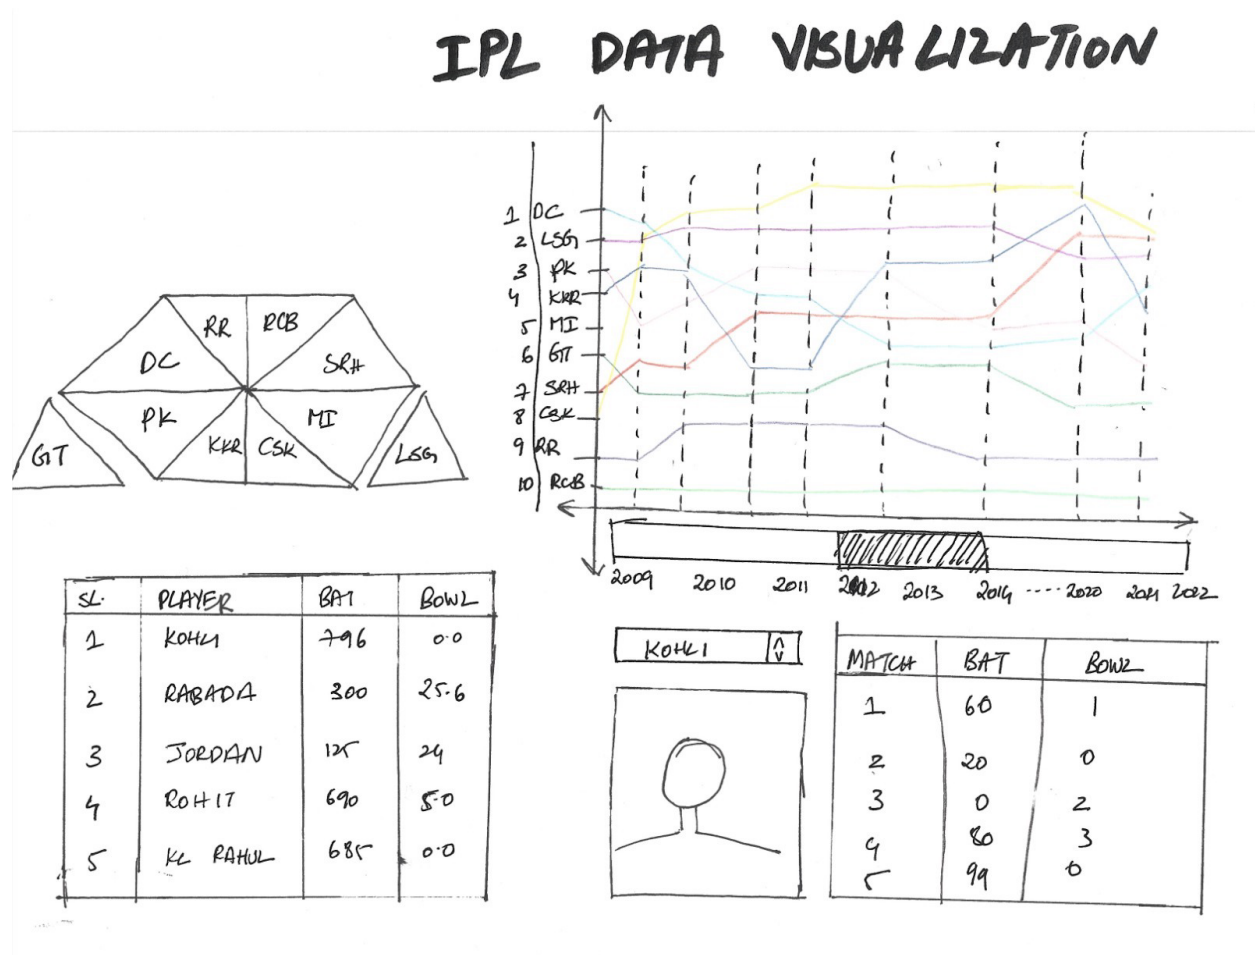 IPL DATA VISUALIZATION
1 DC
2 LSG
3 PK
4 KKR
5 MI
6 GT
7 SRH
8 CSK
9 RR
10 RCB
RR RCB
DC SRH
PK MI
KKR CSK
GT LSG
2009 2010 2011 2012 2013 2014 ---- 2020 2021 2022
SL. PLAYER BAT BOWL
1 KOHLI 796 0.0
2 RABADA 300 25.6
3 JORDAN 125 24
4 ROHIT 690 5.0
5 KL RAHUL 685 0.0
KOHLI
MATCH BAT BOWL
1 60 1
2 20 0
3 0 2
4 80 3
5 99 0